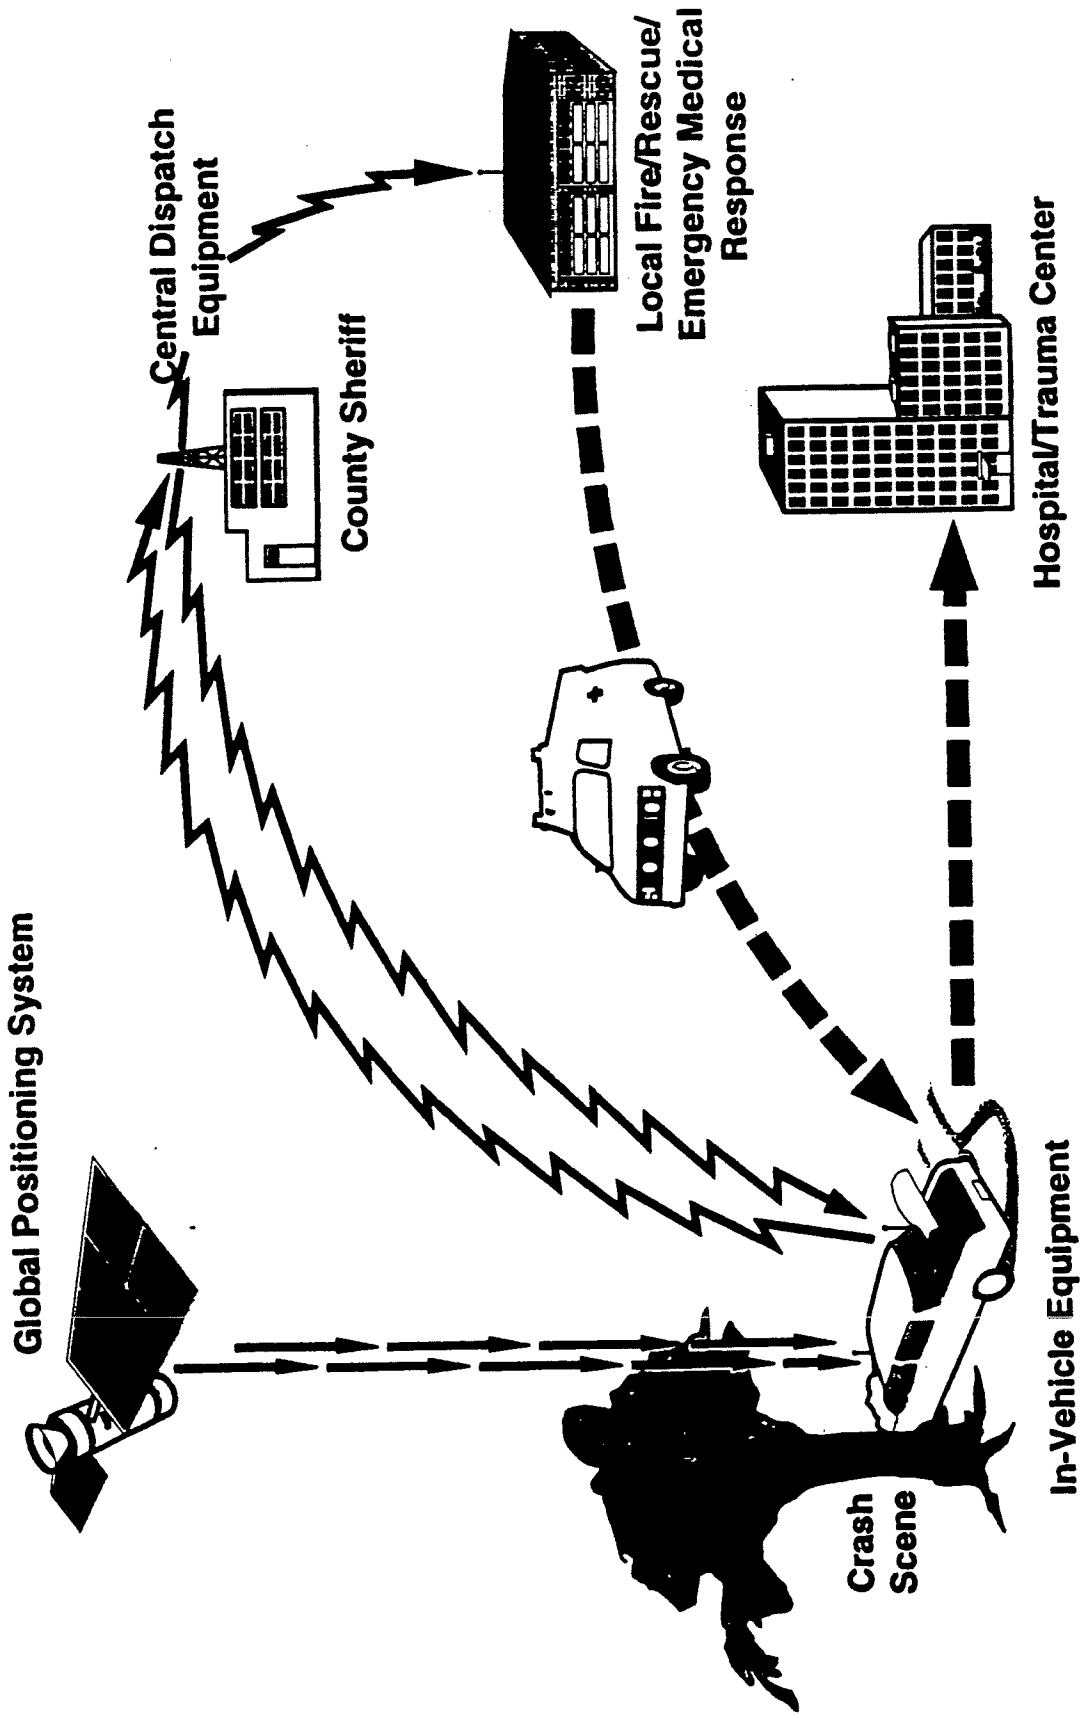 Global Positioning System
Central Dispatch
Equipment
County Sheriff
Local Fire/Rescue/
Emergency Medical
Response
Crash
Scene
In-Vehicle Equipment
Hospital/Trauma Center